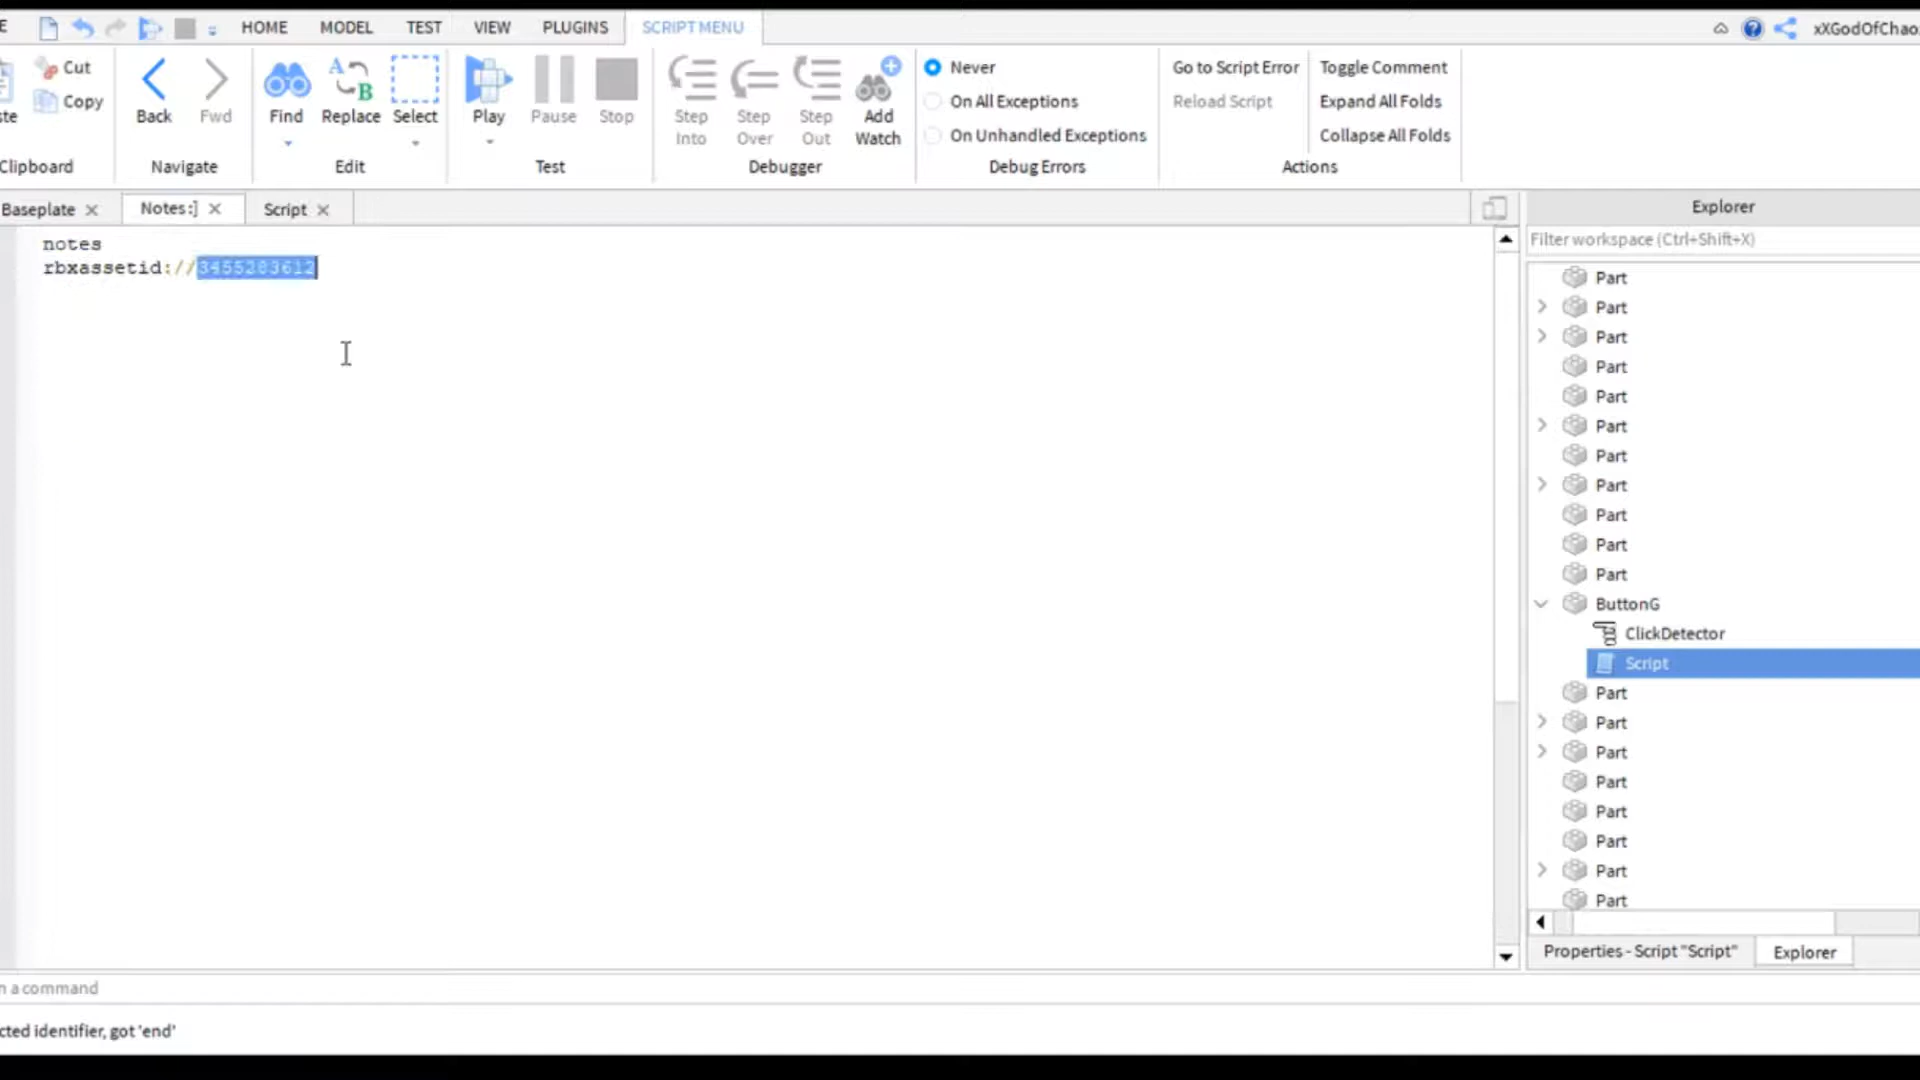 E HOME MODEL TEST VIEW PLUGINS SCRIPT MENU xXGodOfChao
Cut
Copy
ste
Clipboard
Back
Fwd
Navigate
Find
Replace
Select
Edit
Play
Pause
Stop
Test
Step Into
Step Over
Step Out
Add Watch
Debugger
Never
On All Exceptions
On Unhandled Exceptions
Debug Errors
Go to Script Error
Reload Script
Toggle Comment
Expand All Folds
Collapse All Folds
Actions
Baseplate
Notes:]
Script
notes
rbxassetid://3455283612
Explorer
Filter workspace (Ctrl+Shift+X)
Part
Part
Part
Part
Part
Part
Part
Part
Part
Part
Part
ButtonG
ClickDetector
Script
Part
Part
Part
Part
Part
Part
Part
Part
Properties - Script "Script"
Explorer
n a command
cted identifier, got 'end'